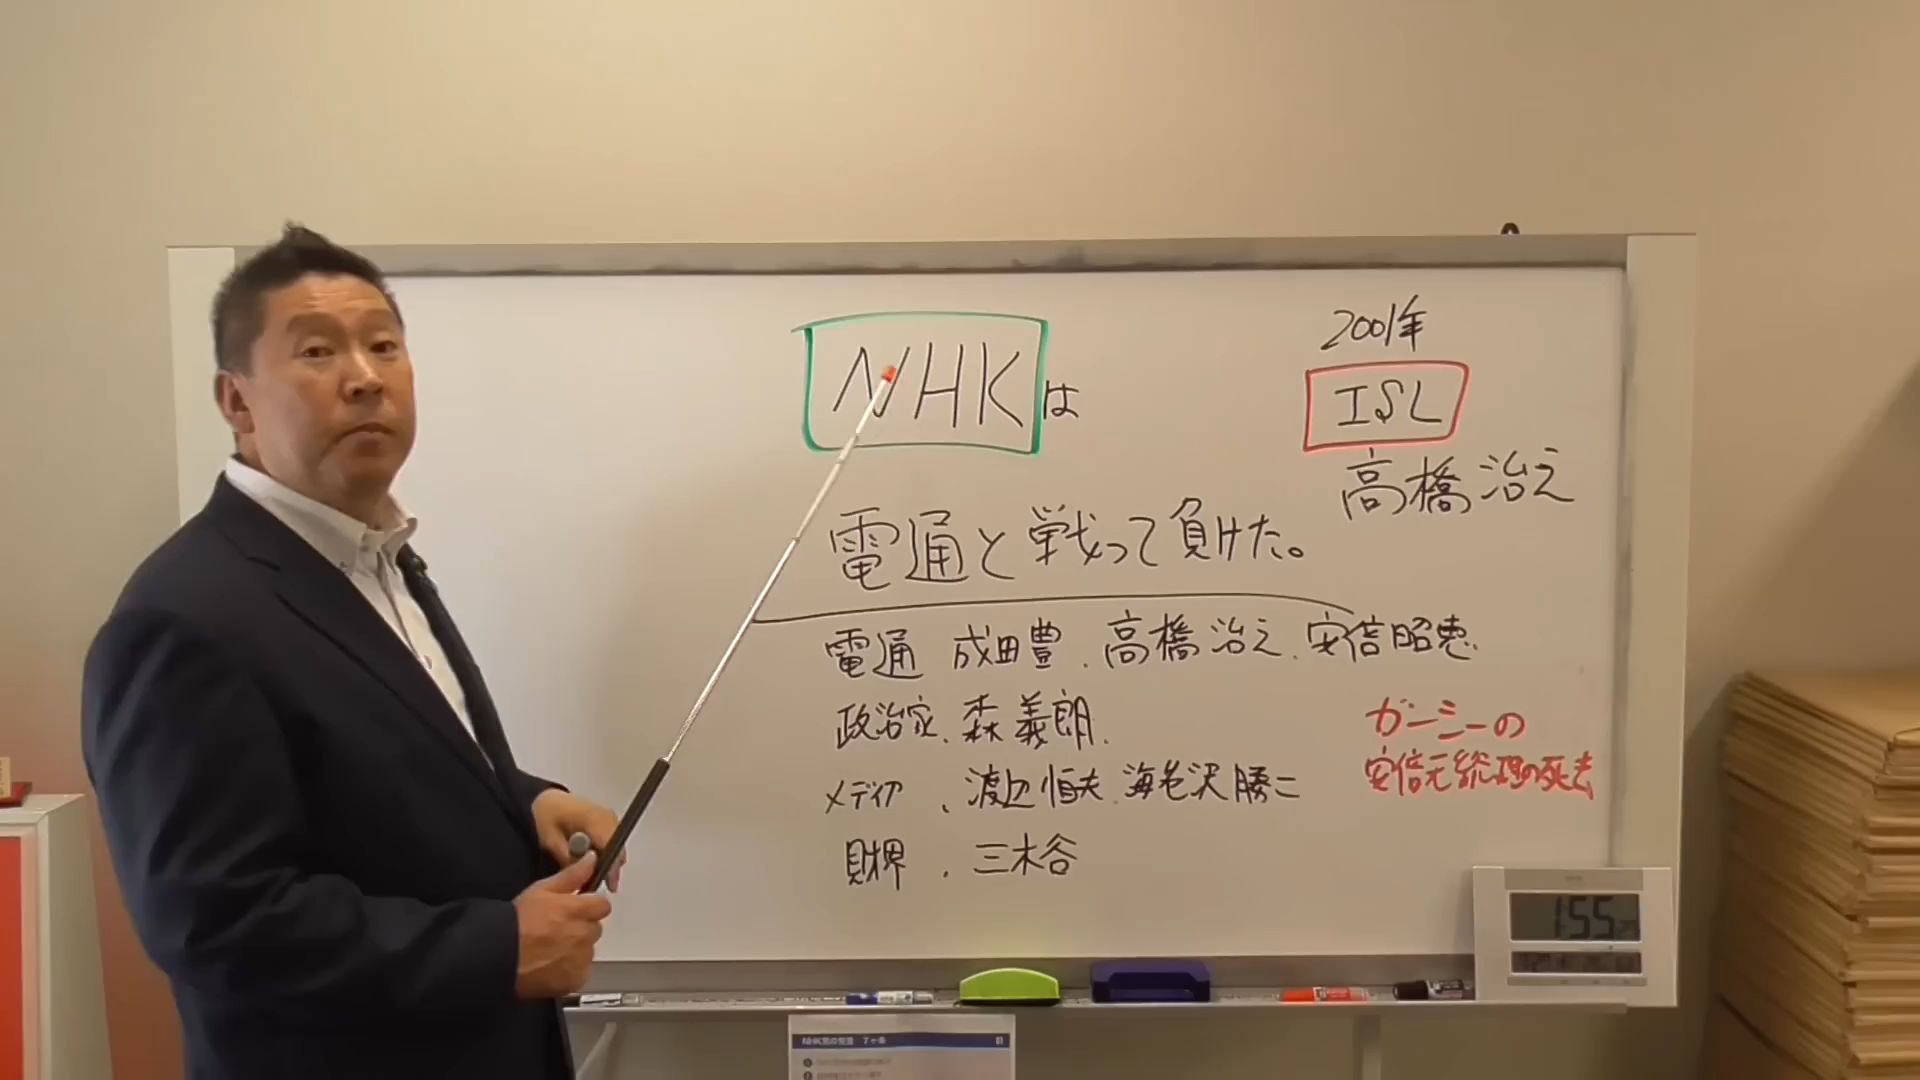 NHKは
電通と戦って負けた。
2001年
ISL
高橋治之
電通 成田豊、高橋治之、安倍昭恵、
政治家、森義朗、
メディア、渡辺恒夫、海老沢勝二
財界、三木谷
ガーシーの
安倍元総理の死去
1:55